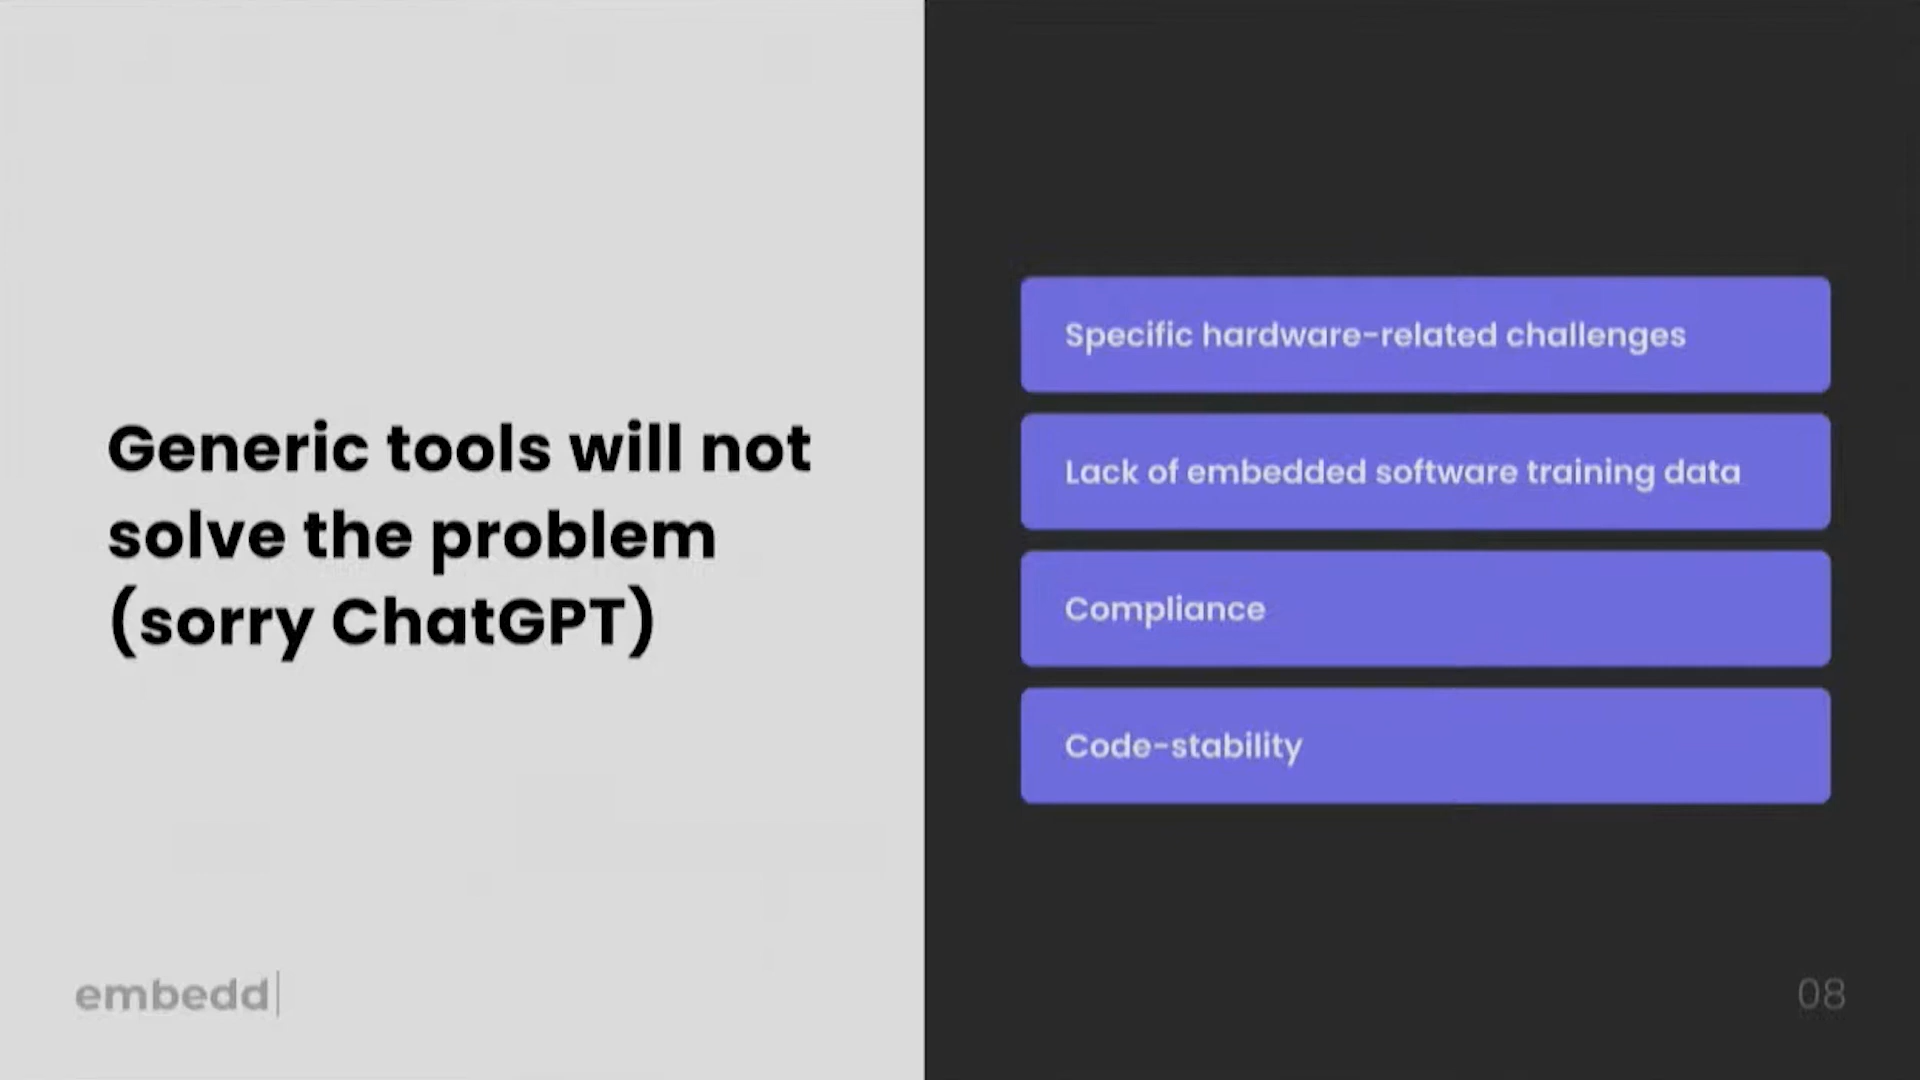 Generic tools will not
solve the problem
(sorry ChatGPT)
Specific hardware-related challenges
Lack of embedded software training data
Compliance
Code-stability
embedd|
08